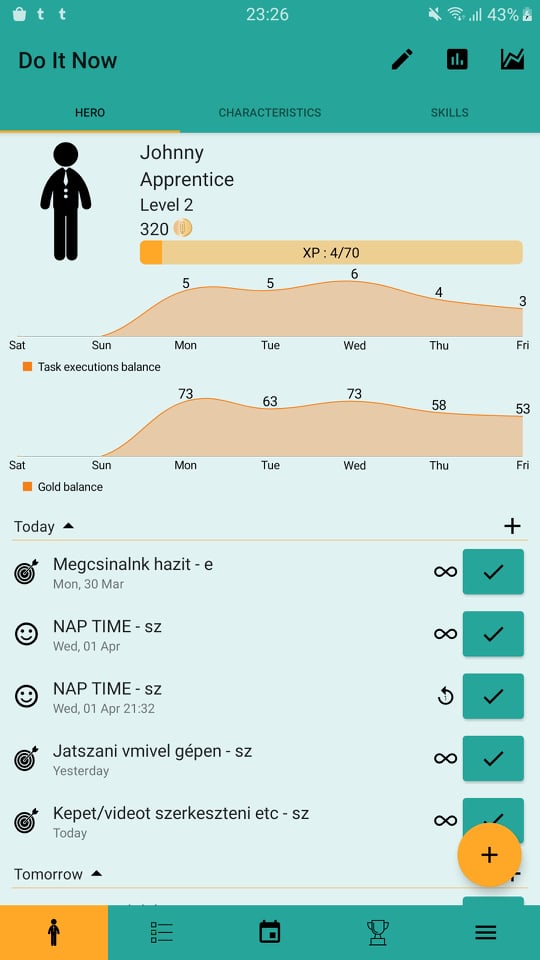 23:26
43%
Do It Now
HERO
CHARACTERISTICS
SKILLS
Johnny
Apprentice
Level 2
320
XP : 4/70
5 5 6 4 3
Sat Sun Mon Tue Wed Thu Fri
Task executions balance
73 63 73 58 53
Sat Sun Mon Tue Wed Thu Fri
Gold balance
Today
Megcsinalnk hazit - e
Mon, 30 Mar
NAP TIME - sz
Wed, 01 Apr
NAP TIME - sz
Wed, 01 Apr 21:32
Jatszani vmivel gépen - sz
Yesterday
Kepet/videot szerkeszteni etc - sz
Today
Tomorrow